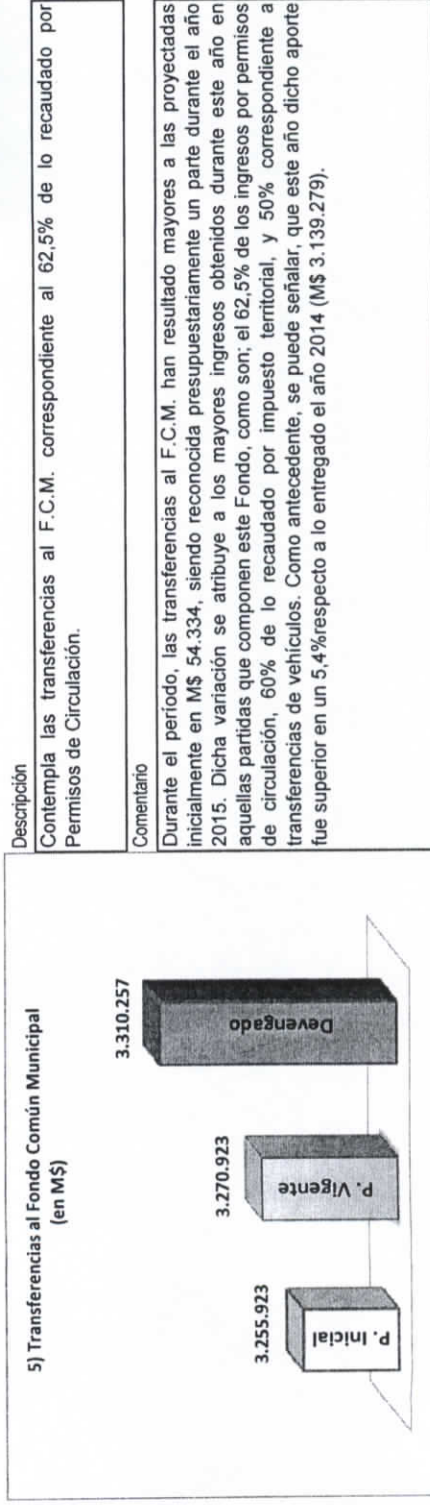 5) Transferencias al Fondo Común Municipal
(en M$)
3.255.923
3.270.923
3.310.257
P. Inicial
P. Vigente
Devengado
Descripción
Contempla las transferencias al F.C.M. correspondiente al 62,5% de lo recaudado por
Permisos de Circulación.
Comentario
Durante el período, las transferencias al F.C.M. han resultado mayores a las proyectadas
inicialmente en M$ 54.334, siendo reconocida presupuestariamente un parte durante el año
2015. Dicha variación se atribuye a los mayores ingresos obtenidos durante este año en
aquellas partidas que componen este Fondo, como son; el 62,5% de los ingresos por permisos
de circulación, 60% de lo recaudado por impuesto territorial, y 50% correspondiente a
transferencias de vehículos. Como antecedente, se puede señalar, que este año dicho aporte
fue superior en un 5,4%respecto a lo entregado el año 2014 (M$ 3.139.279).